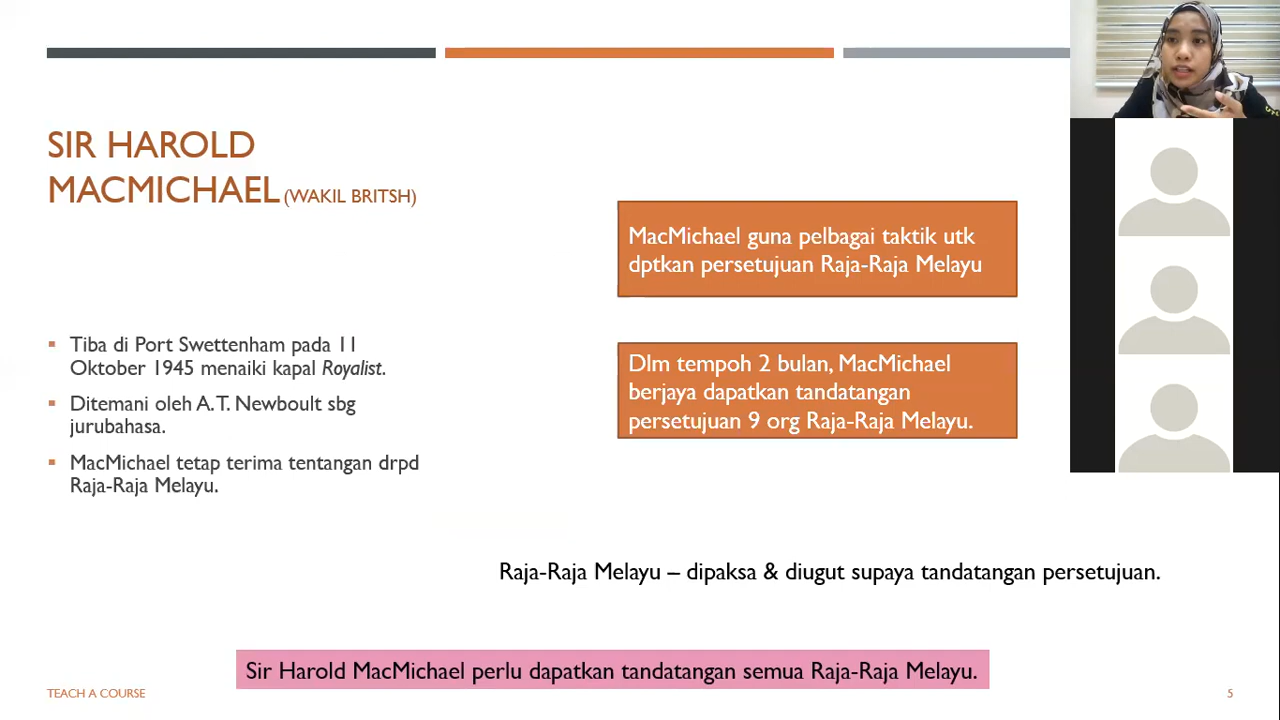 SIR HAROLD
MACMICHAEL (WAKIL BRITSH)
Tiba di Port Swettenham pada 11
Oktober 1945 menaiki kapal Royalist.
Ditemani oleh A.T. Newboult sbg
jurubahasa.
MacMichael tetap terima tentangan drpd
Raja-Raja Melayu.
MacMichael guna pelbagai taktik utk
dptkan persetujuan Raja-Raja Melayu
Dlm tempoh 2 bulan, MacMichael
berjaya dapatkan tandatangan
persetujuan 9 org Raja-Raja Melayu.
Raja-Raja Melayu – dipaksa & diugut supaya tandatangan persetujuan.
Sir Harold MacMichael perlu dapatkan tandatangan semua Raja-Raja Melayu.
TEACH A COURSE
5